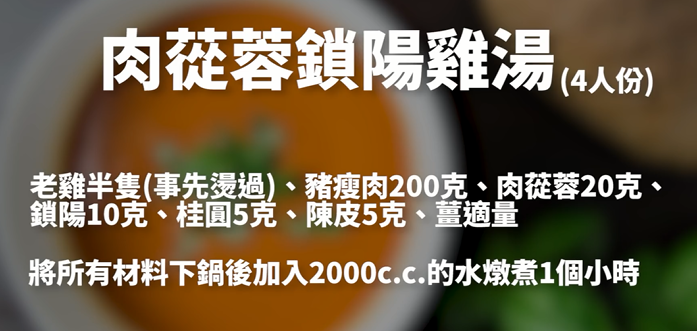 肉蓯蓉鎖陽雞湯(4人份)
老雞半隻(事先燙過)、豬瘦肉200克、肉蓯蓉20克、
鎖陽10克、桂圓5克、陳皮5克、薑適量
將所有材料下鍋後加入2000c.c.的水燉煮1個小時